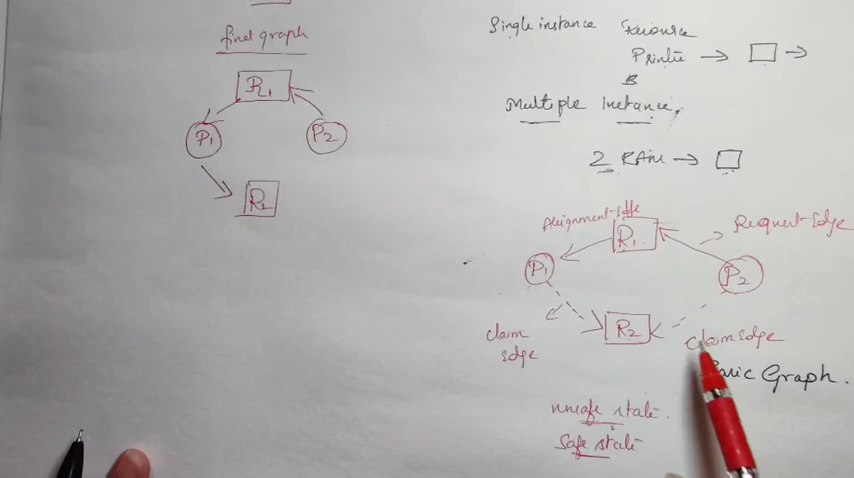 final graph
R1
P1
P2
R2
Single instance Resource
Printer
Multiple instance.
2 RAM
Assignment-Edge
Request-Edge
R1
P1
P2
R2
claim
Edge
claim Edge
Basic Graph.
unsafe state.
Safe state